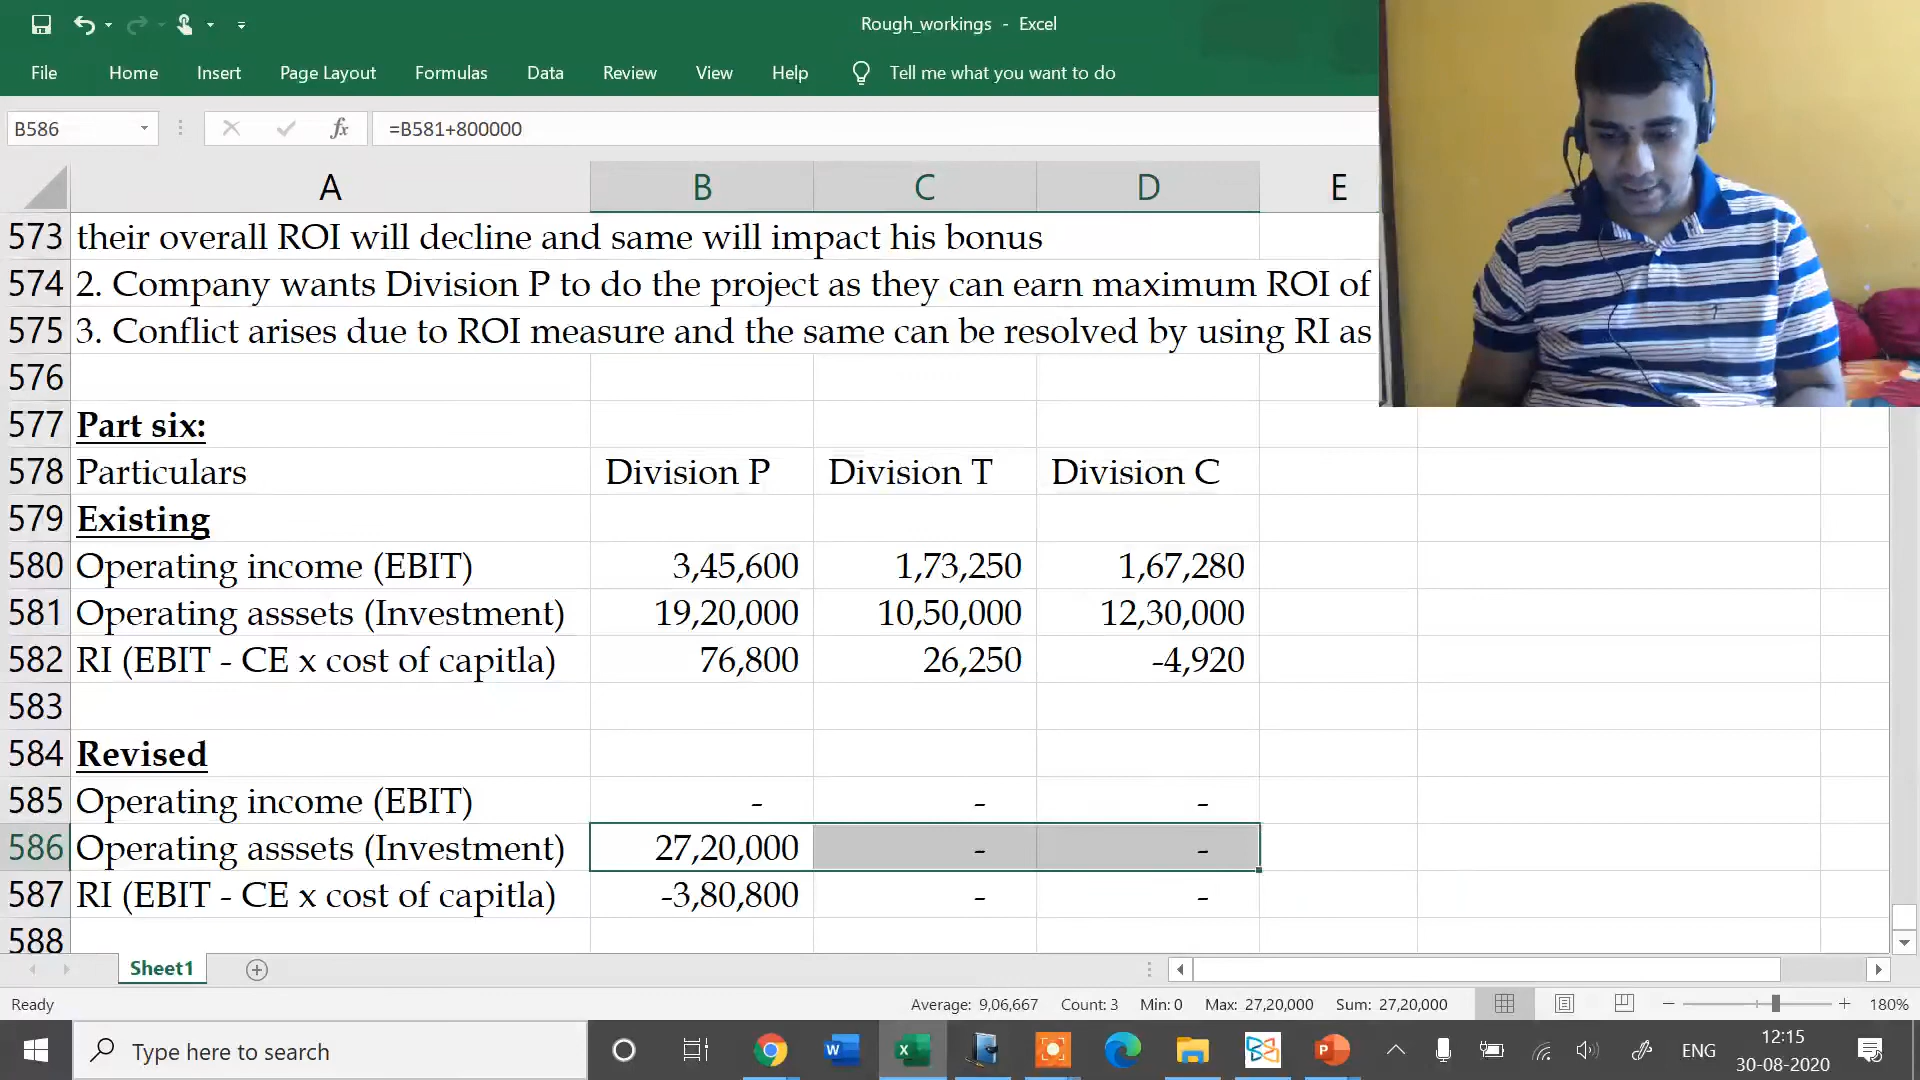 Rough_workings - Excel
File Home Insert Page Layout Formulas Data Review View Help Tell me what you want to do
B586 fx =B581+800000
A B C D E
573 their overall ROI will decline and same will impact his bonus
574 2. Company wants Division P to do the project as they can earn maximum ROI of
575 3. Conflict arises due to ROI measure and the same can be resolved by using RI as
576
577 Part six:
578 Particulars Division P Division T Division C
579 Existing
580 Operating income (EBIT) 3,45,600 1,73,250 1,67,280
581 Operating asssets (Investment) 19,20,000 10,50,000 12,30,000
582 RI (EBIT - CE x cost of capitla) 76,800 26,250 -4,920
583
584 Revised
585 Operating income (EBIT) - - -
586 Operating asssets (Investment) 27,20,000 - -
587 RI (EBIT - CE x cost of capitla) -3,80,800 - -
588
Sheet1
Ready Average: 9,06,667 Count: 3 Min: 0 Max: 27,20,000 Sum: 27,20,000 180%
Type here to search ENG 12:15
30-08-2020